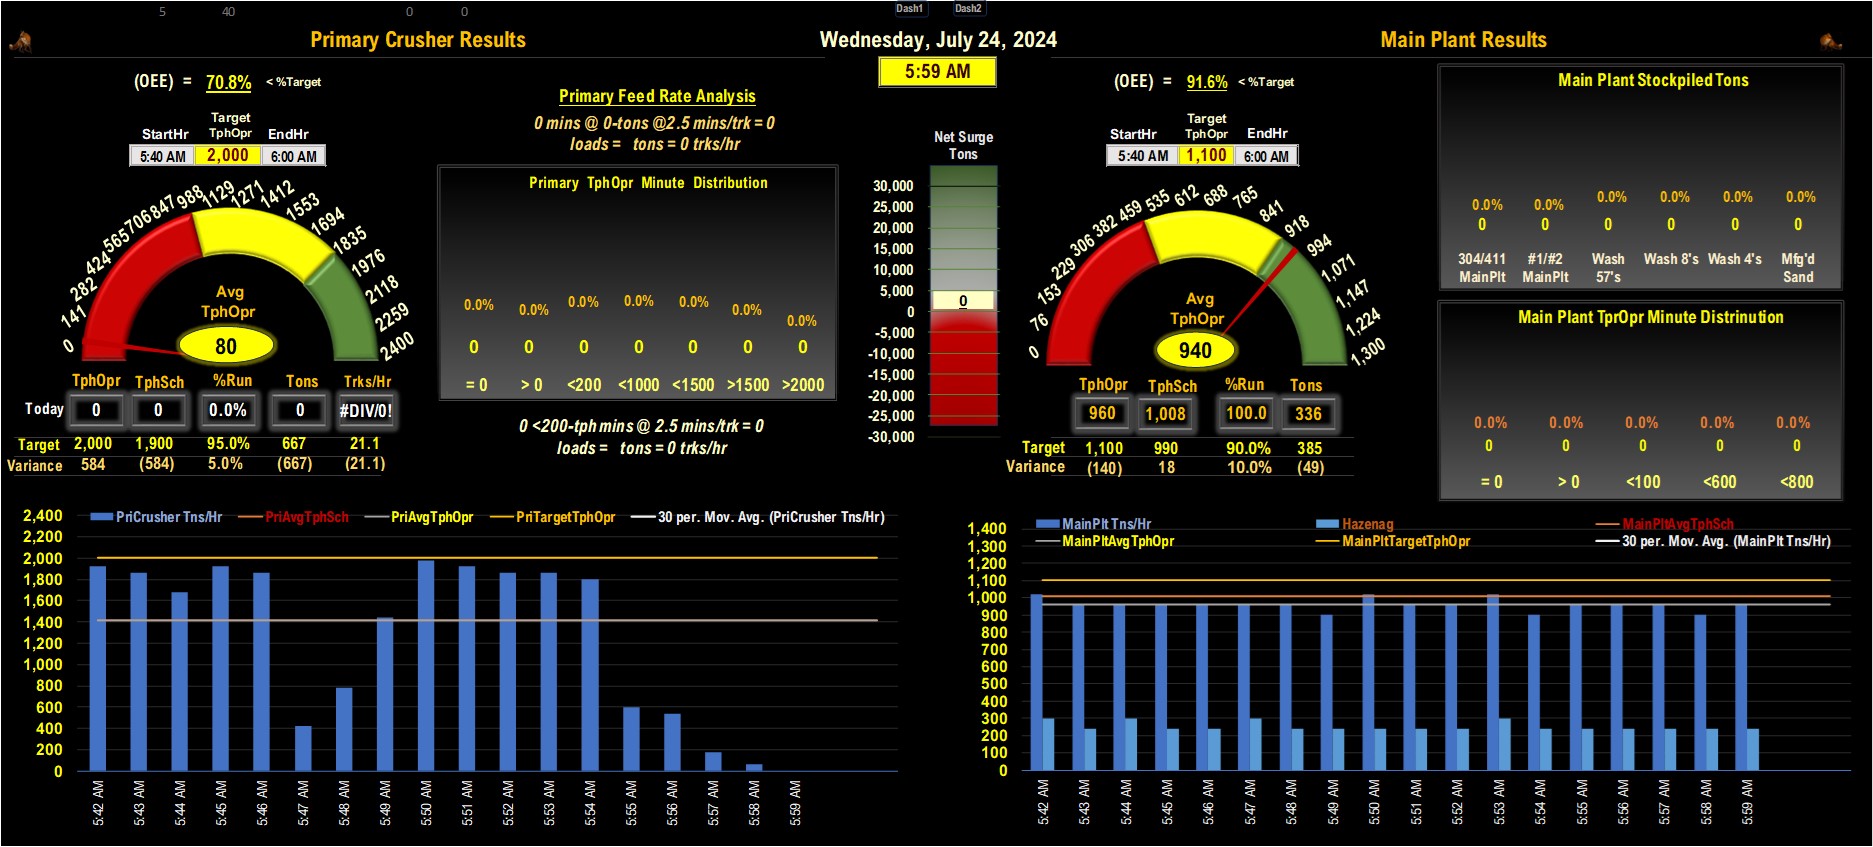 5 40 0 0 Dash1 Dash2
Primary Crusher Results
Wednesday, July 24, 2024
Main Plant Results
5:59 AM
(OEE) = 70.8% < %Target
Target
StartHr TphOpr EndHr
5:40 AM 2,000 6:00 AM
0 141 282 424 565 706 847 988 1129 1271 1412 1553 1694 1835 1976 2118 2259 2400
Avg
TphOpr
80
TphOpr TphSch %Run Tons Trks/Hr
Today 0 0 0.0% 0 #DIV/0!
Target 2,000 1,900 95.0% 667 21.1
Variance 584 (584) 5.0% (667) (21.1)
Primary Feed Rate Analysis
0 mins @ 0-tons @2.5 mins/trk = 0
loads = tons = 0 trks/hr
Primary TphOpr Minute Distribution
0.0% 0.0% 0.0% 0.0% 0.0% 0.0% 0.0%
0 0 0 0 0 0 0
= 0 > 0 <200 <1000 <1500 >1500 >2000
0 <200-tph mins @ 2.5 mins/trk = 0
loads = tons = 0 trks/hr
Net Surge
Tons
30,000
25,000
20,000
15,000
10,000
5,000
0
0
-5,000
-10,000
-15,000
-20,000
-25,000
-30,000
(OEE) = 91.6% < %Target
Target
StartHr TphOpr EndHr
5:40 AM 1,100 6:00 AM
0 76 153 229 306 382 459 535 612 688 765 841 918 994 1,071 1,147 1,224 1,300
Avg
TphOpr
940
TphOpr TphSch %Run Tons
960 1,008 100.0 336
Target 1,100 990 90.0% 385
Variance (140) 18 10.0% (49)
Main Plant Stockpiled Tons
0.0% 0.0% 0.0% 0.0% 0.0% 0.0%
0 0 0 0 0 0
304/411 #1/#2 Wash Wash 8's Wash 4's Mfg'd
MainPlt MainPlt 57's Sand
Main Plant TprOpr Minute Distrinution
0.0% 0.0% 0.0% 0.0% 0.0%
0 0 0 0 0
= 0 > 0 <100 <600 <800
PriCrusher Tns/Hr PriAvgTphSch PriAvgTphOpr PriTargetTphOpr 30 per. Mov. Avg. (PriCrusher Tns/Hr)
2,400
2,200
2,000
1,800
1,600
1,400
1,200
1,000
800
600
400
200
0
5:42 AM 5:43 AM 5:44 AM 5:45 AM 5:46 AM 5:47 AM 5:48 AM 5:49 AM 5:50 AM 5:51 AM 5:52 AM 5:53 AM 5:54 AM 5:55 AM 5:56 AM 5:57 AM 5:58 AM 5:59 AM
MainPlt Tns/Hr Hazenag MainPltAvgTphSch
MainPltAvgTphOpr MainPltTargetTphOpr 30 per. Mov. Avg. (MainPlt Tns/Hr)
1,400
1,300
1,200
1,100
1,000
900
800
700
600
500
400
300
200
100
0
5:42 AM 5:43 AM 5:44 AM 5:45 AM 5:46 AM 5:47 AM 5:48 AM 5:49 AM 5:50 AM 5:51 AM 5:52 AM 5:53 AM 5:54 AM 5:55 AM 5:56 AM 5:57 AM 5:58 AM 5:59 AM